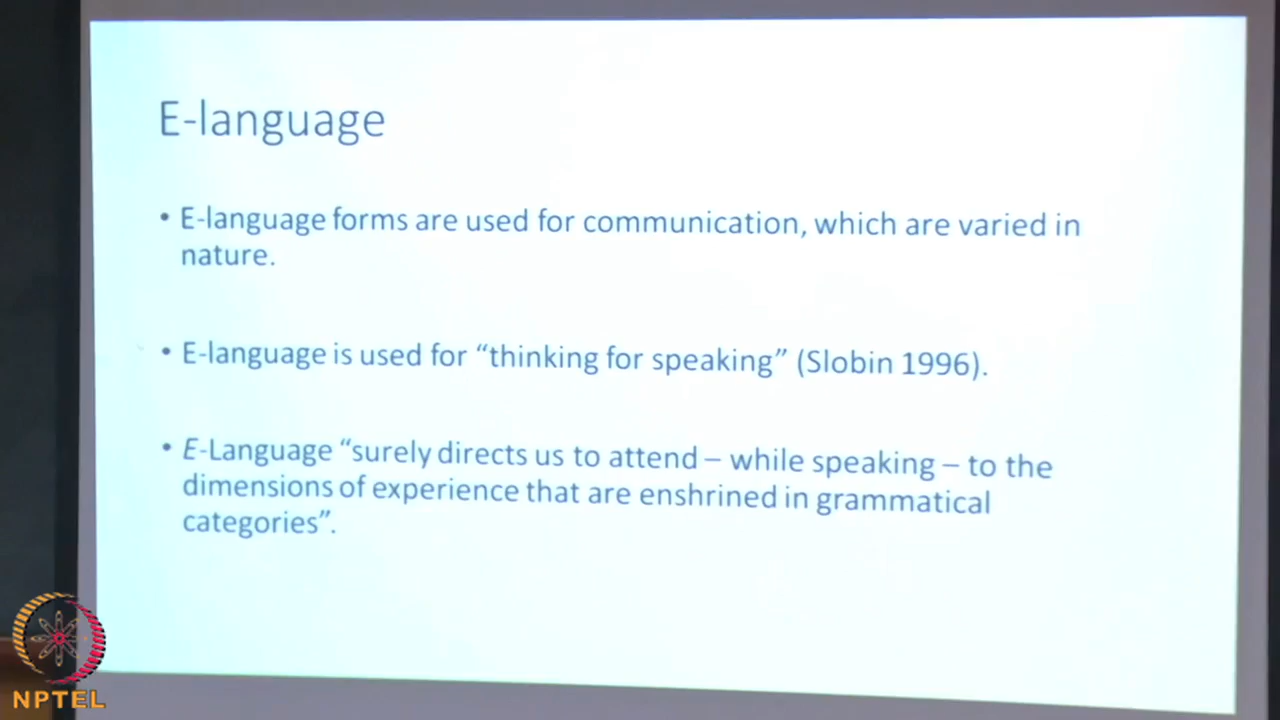 E-language
• E-language forms are used for communication, which are varied in
nature.
• E-language is used for “thinking for speaking” (Slobin 1996).
• E-Language “surely directs us to attend – while speaking – to the
dimensions of experience that are enshrined in grammatical
categories”.
NPTEL